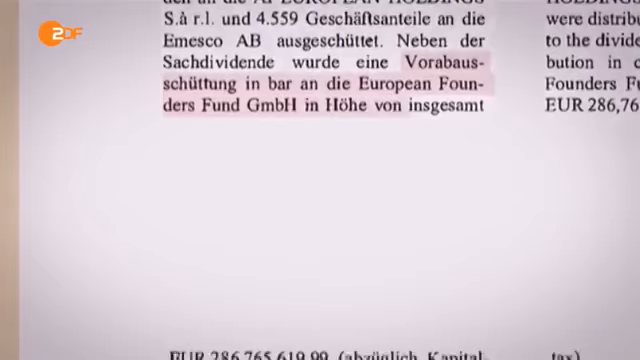 ZDF
S.à r.l. und 4.559 Geschäftsanteile an die
Emesco AB ausgeschüttet. Neben der
Sachdividende wurde eine Vorabaus-
schüttung in bar an die European Foun-
ders Fund GmbH in Höhe von insgesamt
EUR 286.765.619,99 (abzüglich Kapital-
were distribu
to the divide
bution in c
Founders Fu
EUR 286,76
tax)